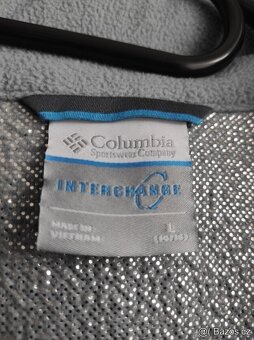 Columbia
Sportswear Company
INTERCHANGE
MADE IN
VIETNAM
L
© Bazos.cz